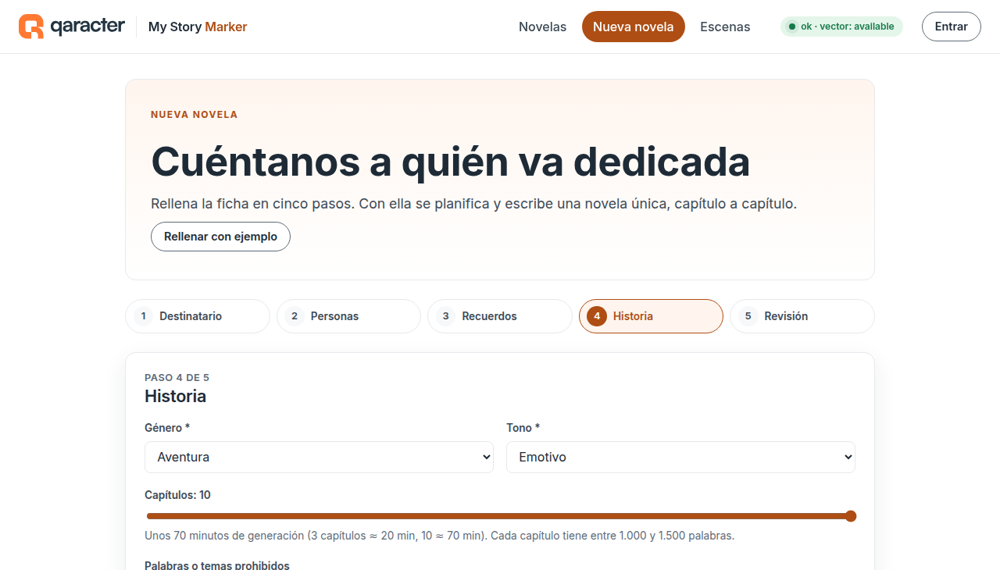 qaracter
My Story Marker
Novelas
Nueva novela
Escenas
ok · vector: available
Entrar
NUEVA NOVELA
Cuéntanos a quién va dedicada
Rellena la ficha en cinco pasos. Con ella se planifica y escribe una novela única, capítulo a capítulo.
Rellenar con ejemplo
1 Destinatario
2 Personas
3 Recuerdos
4 Historia
5 Revisión
PASO 4 DE 5
Historia
Género *
Tono *
Aventura
Emotivo
Capítulos: 10
Unos 70 minutos de generación (3 capítulos ≈ 20 min, 10 ≈ 70 min). Cada capítulo tiene entre 1.000 y 1.500 palabras.
Palabras o temas prohibidos